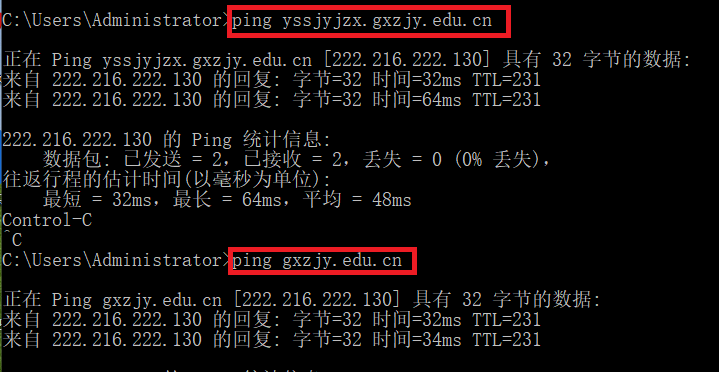 C:\Users\Administrator>ping yssjyjzx.gxzjy.edu.cn
正在 Ping yssjyjzx.gxzjy.edu.cn [222.216.222.130] 具有 32 字节的数据:
来自 222.216.222.130 的回复: 字节=32 时间=32ms TTL=231
来自 222.216.222.130 的回复: 字节=32 时间=64ms TTL=231
222.216.222.130 的 Ping 统计信息:
数据包: 已发送 = 2，已接收 = 2，丢失 = 0 (0% 丢失)，
往返行程的估计时间(以毫秒为单位):
最短 = 32ms，最长 = 64ms，平均 = 48ms
Control-C
^C
C:\Users\Administrator>ping gxzjy.edu.cn
正在 Ping gxzjy.edu.cn [222.216.222.130] 具有 32 字节的数据:
来自 222.216.222.130 的回复: 字节=32 时间=32ms TTL=231
来自 222.216.222.130 的回复: 字节=32 时间=34ms TTL=231